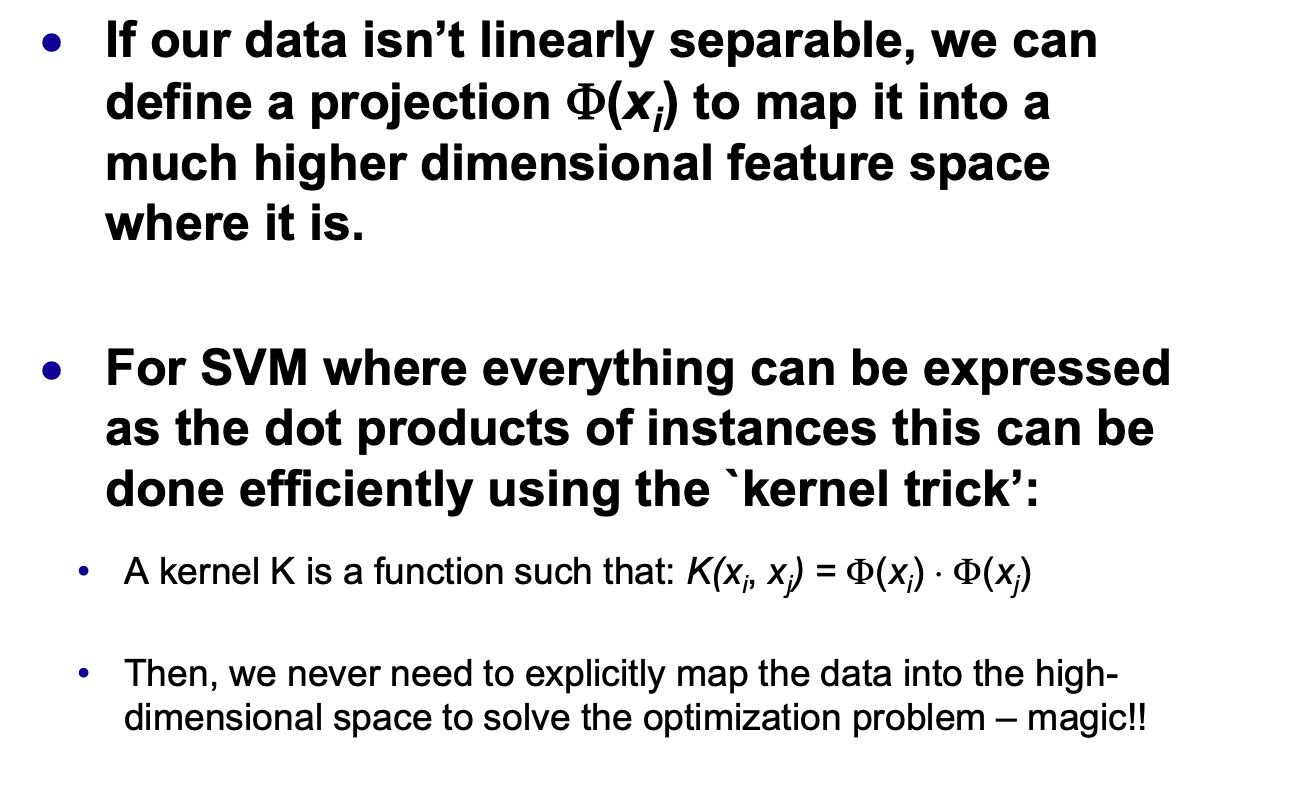 • If our data isn’t linearly separable, we can
define a projection Φ(xᵢ) to map it into a
much higher dimensional feature space
where it is.
• For SVM where everything can be expressed
as the dot products of instances this can be
done efficiently using the `kernel trick’:
• A kernel K is a function such that: K(xᵢ, xⱼ) = Φ(xᵢ) · Φ(xⱼ)
• Then, we never need to explicitly map the data into the high-
dimensional space to solve the optimization problem – magic!!